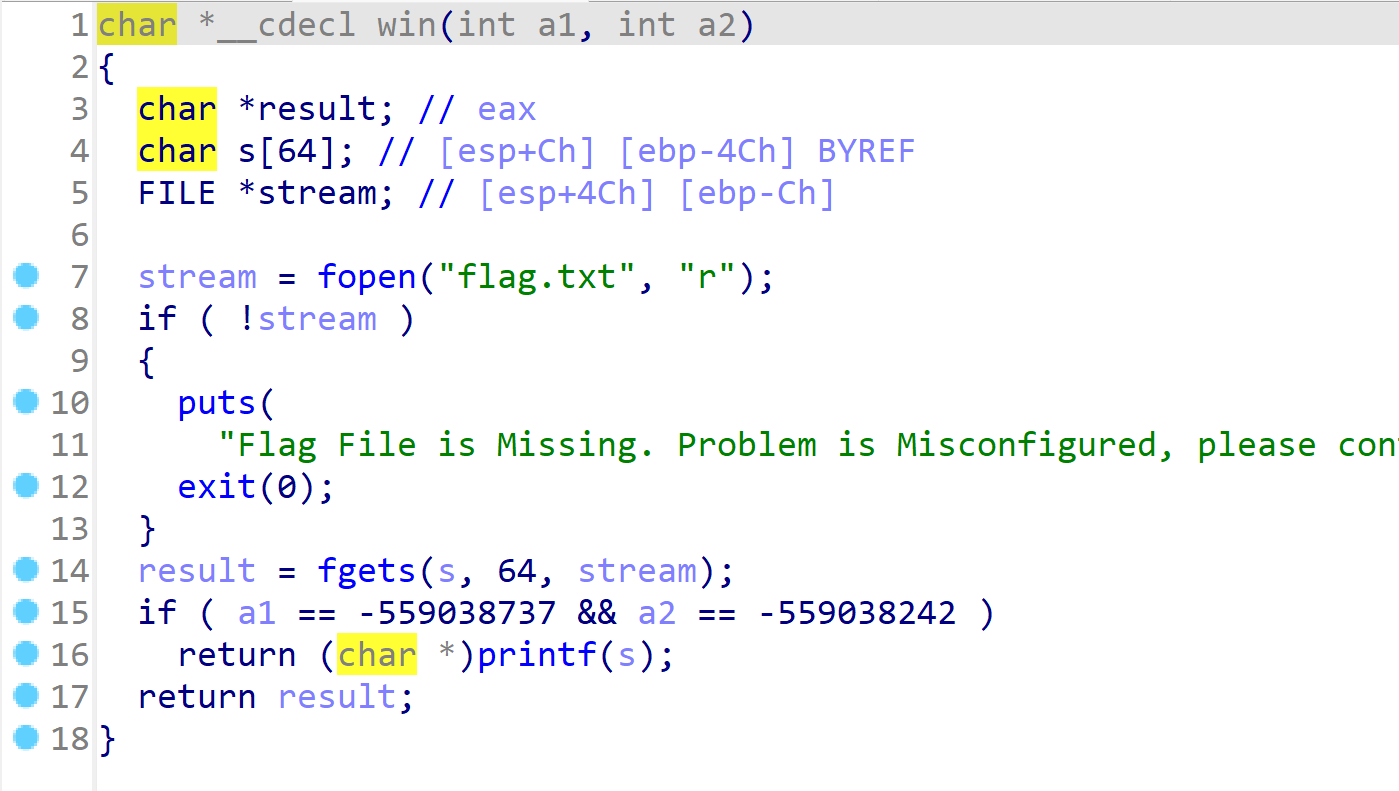 1 char *__cdecl win(int a1, int a2)
2 {
3   char *result; // eax
4   char s[64]; // [esp+Ch] [ebp-4Ch] BYREF
5   FILE *stream; // [esp+4Ch] [ebp-Ch]
6
7   stream = fopen("flag.txt", "r");
8   if ( !stream )
9   {
10     puts(
11       "Flag File is Missing. Problem is Misconfigured, please con
12     exit(0);
13   }
14   result = fgets(s, 64, stream);
15   if ( a1 == -559038737 && a2 == -559038242 )
16     return (char *)printf(s);
17   return result;
18 }